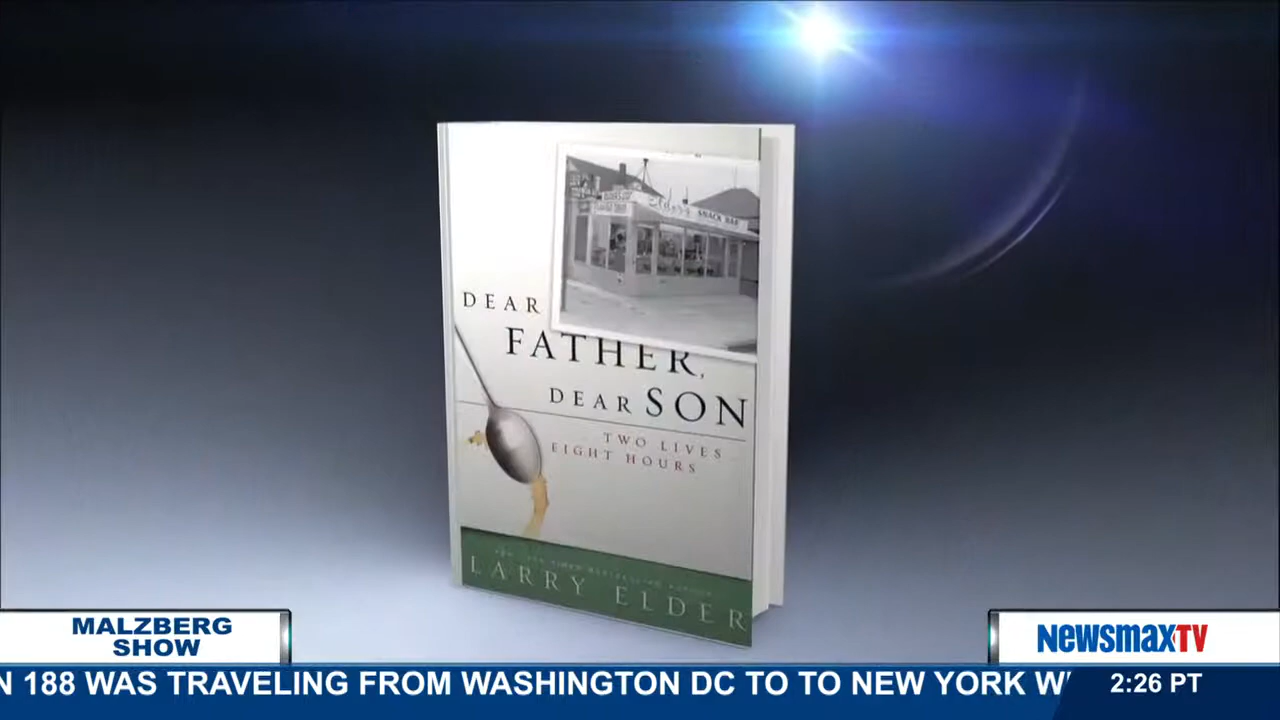 Elder's SNACK BAR
DEAR
FATHER,
DEAR SON
TWO LIVES
EIGHT HOURS
LARRY ELDER
MALZBERG
SHOW
NEWSMAXTV
N 188 WAS TRAVELING FROM WASHINGTON DC TO TO NEW YORK
2:26 PT